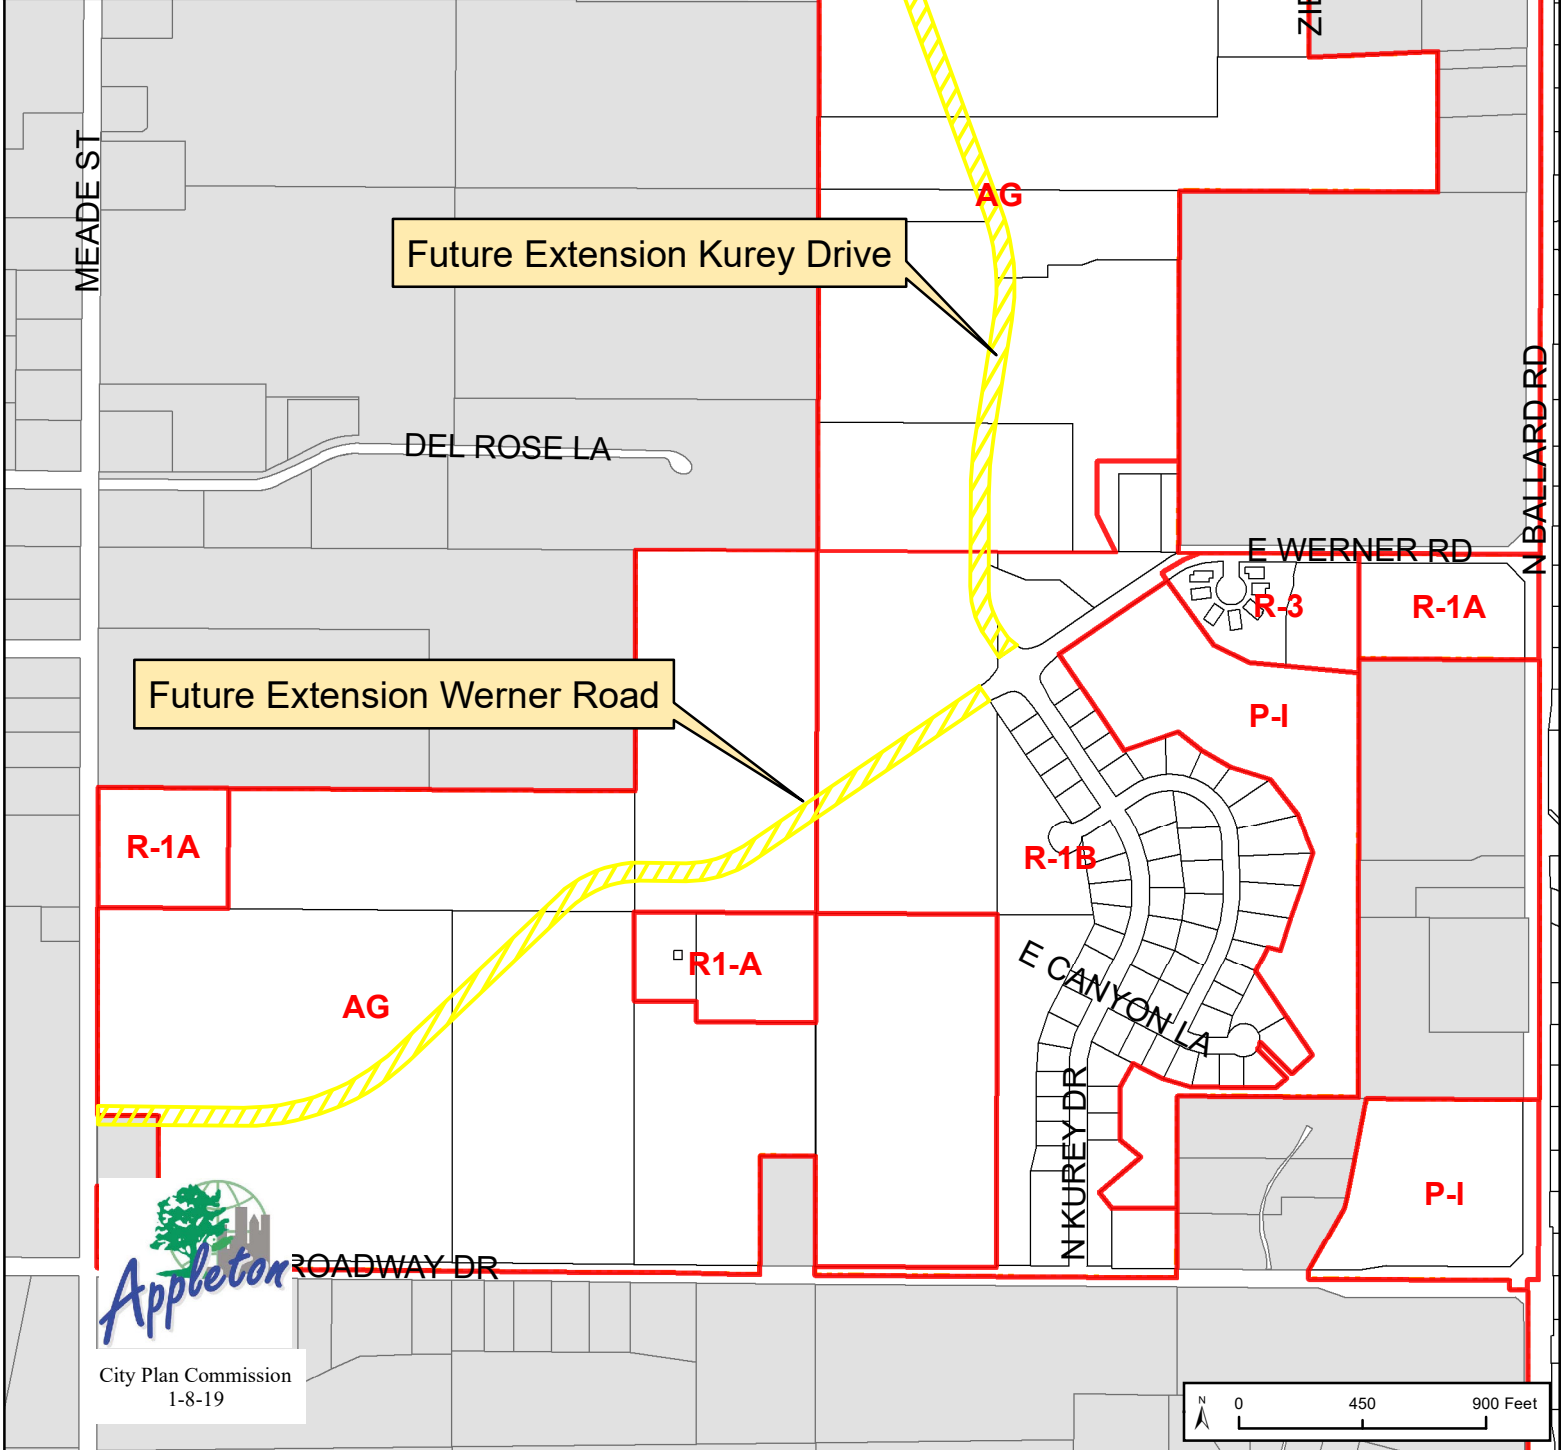 ZIE
MEADE ST
AG
Future Extension Kurey Drive
N BALLARD RD
DEL ROSE LA
E WERNER RD
R-3
R-1A
Future Extension Werner Road
P-I
R-1A
R-1B
R1-A
E CANYON LA
AG
N KUREY DR
P-I
ROADWAY DR
Appleton
City Plan Commission
1-8-19
N
0 450 900 Feet